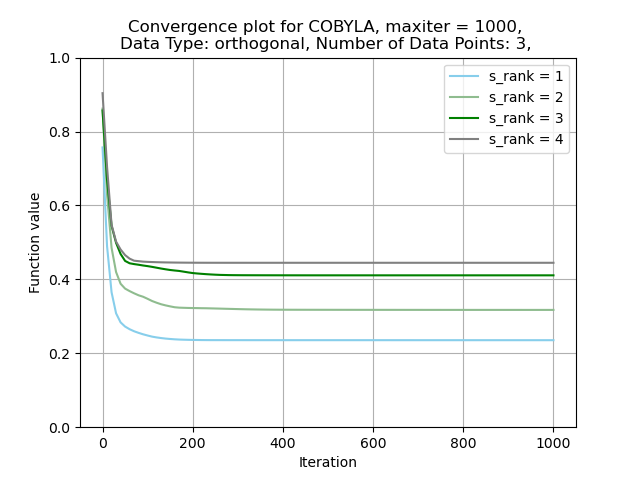 Convergence plot for COBYLA, maxiter = 1000,
Data Type: orthogonal, Number of Data Points: 3,
s_rank = 1
s_rank = 2
s_rank = 3
s_rank = 4
Function value
1.0
0.8
0.6
0.4
0.2
0.0
0 200 400 600 800 1000
Iteration